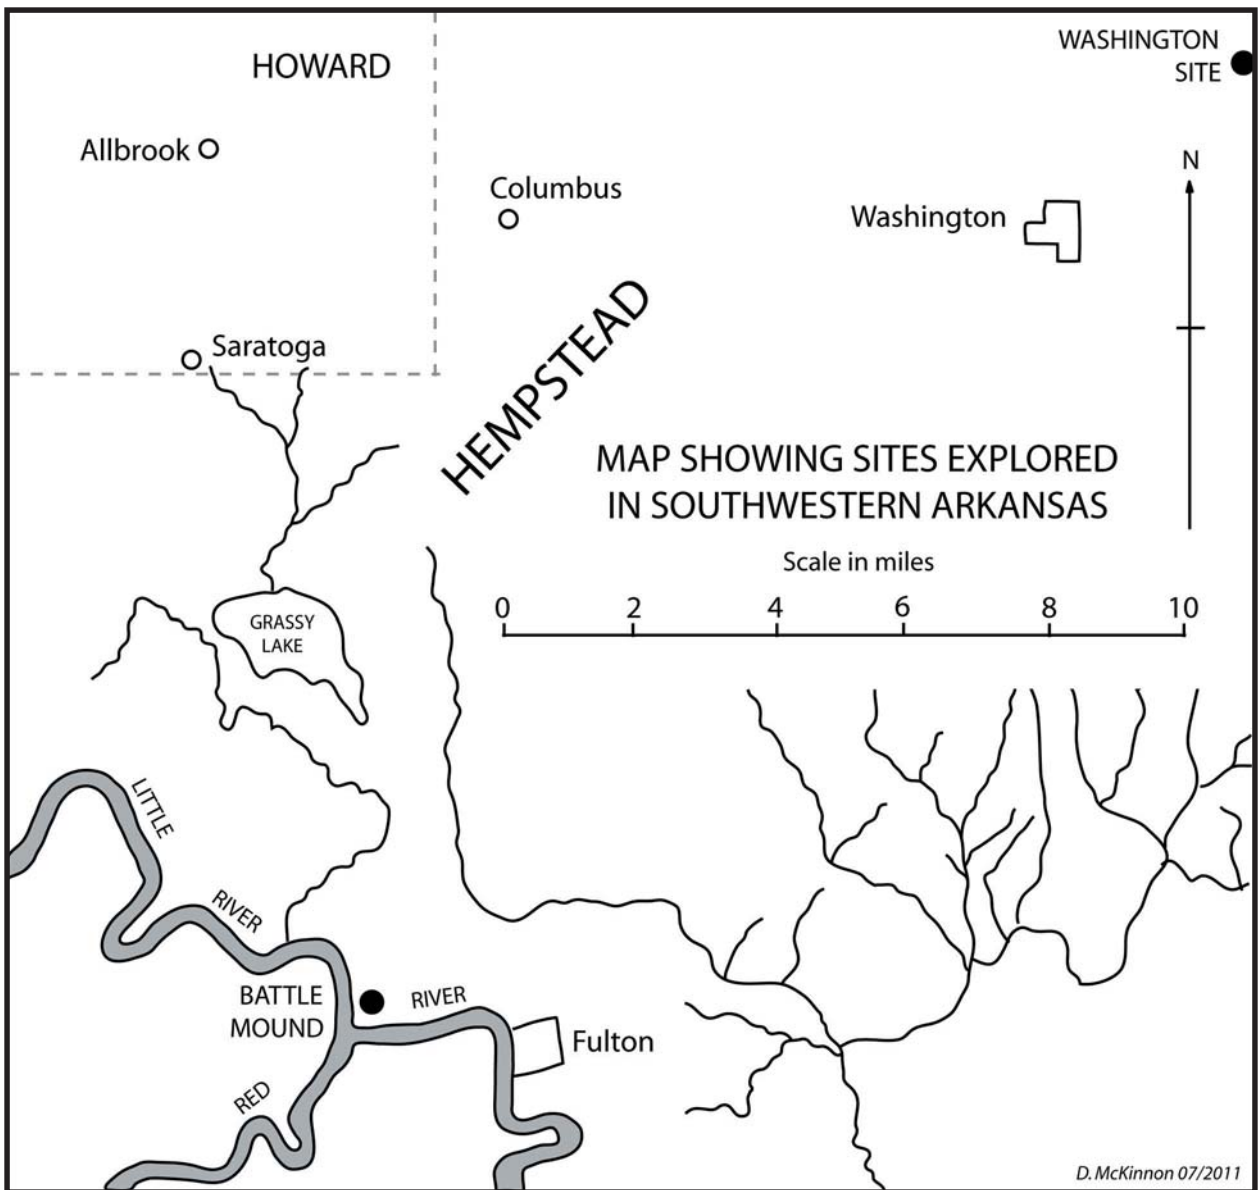 HOWARD
WASHINGTON
SITE
Allbrook
N
Columbus
Washington
HEMPSTEAD
Saratoga
MAP SHOWING SITES EXPLORED
IN SOUTHWESTERN ARKANSAS
Scale in miles
0 2 4 6 8 10
GRASSY
LAKE
LITTLE
RIVER
BATTLE
MOUND
RIVER
Fulton
RED
D. McKinnon 07/2011